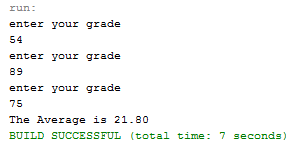 run:
enter your grade
54
enter your grade
89
enter your grade
75
The Average is 21.80
BUILD SUCCESSFUL (total time: 7 seconds)